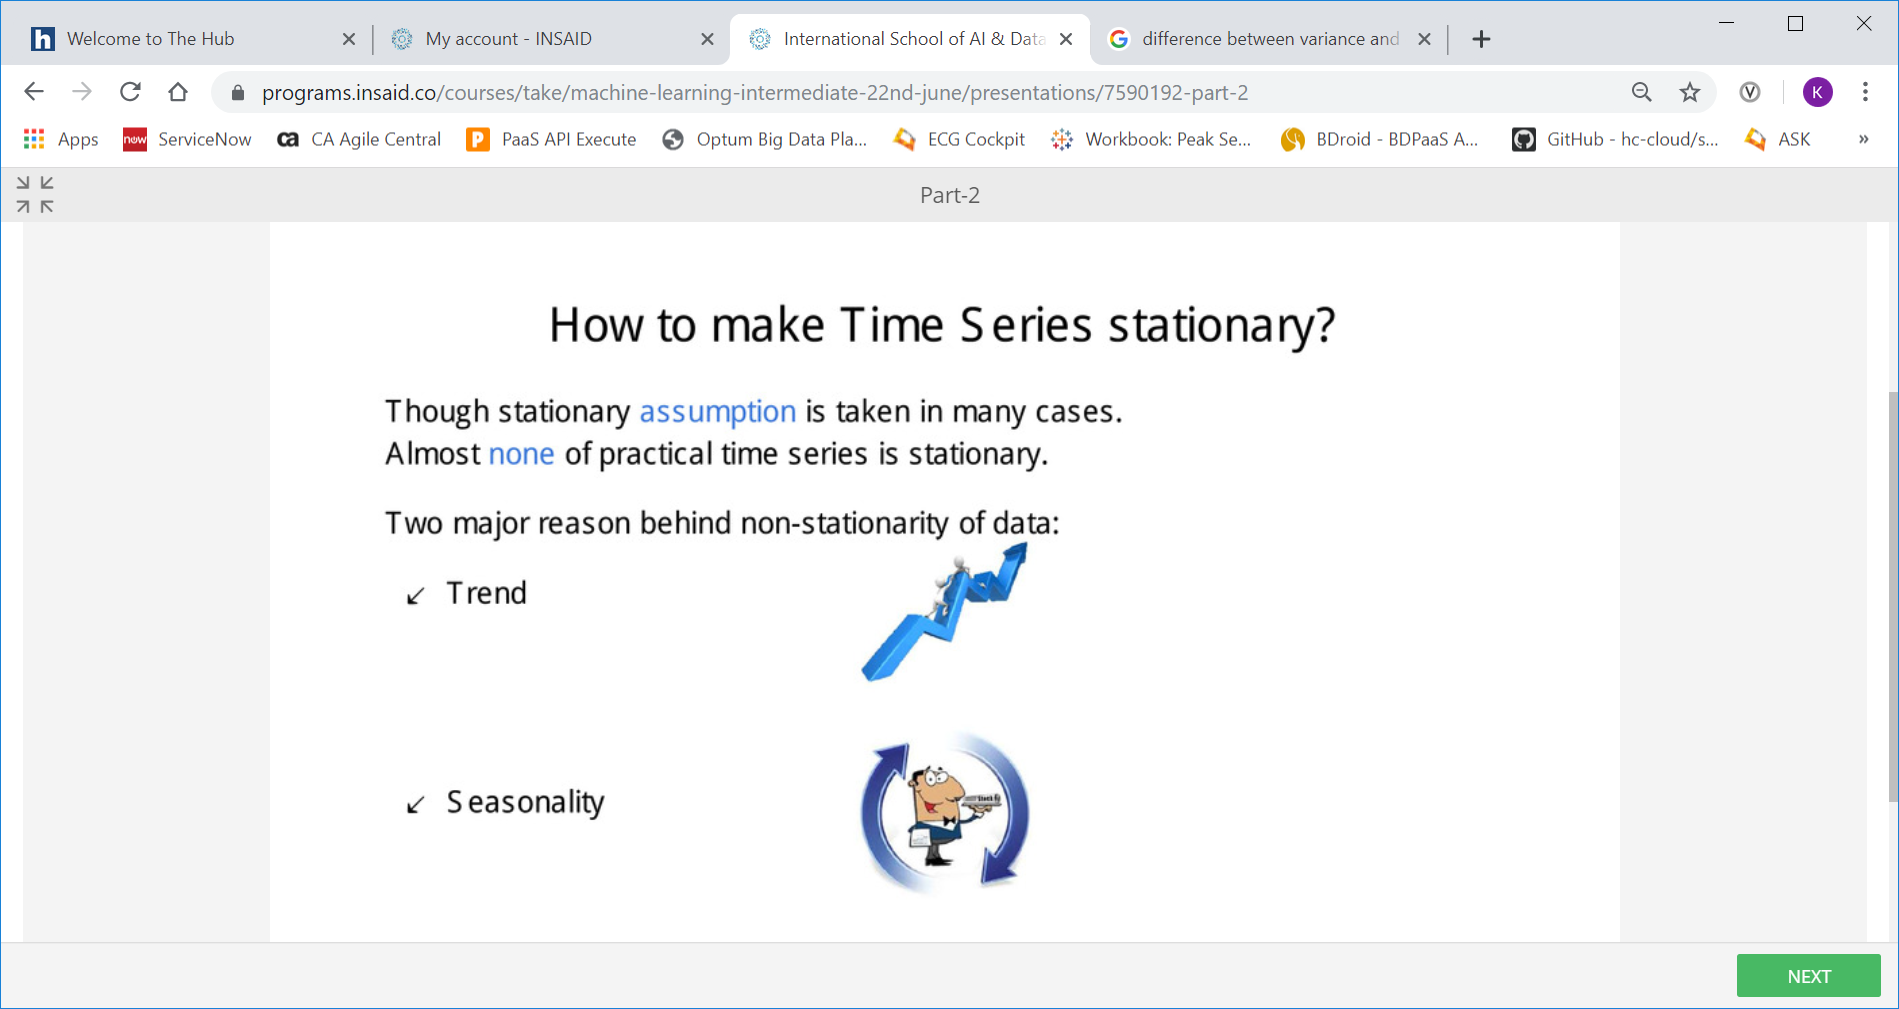 Welcome to The Hub
My account - INSAID
International School of AI & Data
difference between variance and
programs.insaid.co/courses/take/machine-learning-intermediate-22nd-june/presentations/7590192-part-2
K
Apps
now ServiceNow
ca CA Agile Central
P PaaS API Execute
Optum Big Data Pla...
ECG Cockpit
Workbook: Peak Se...
BDroid - BDPaaS A...
GitHub - hc-cloud/s...
ASK
»
Part-2
How to make Time Series stationary?
Though stationary assumption is taken in many cases.
Almost none of practical time series is stationary.
Two major reason behind non-stationarity of data:
Trend
Seasonality
NEXT